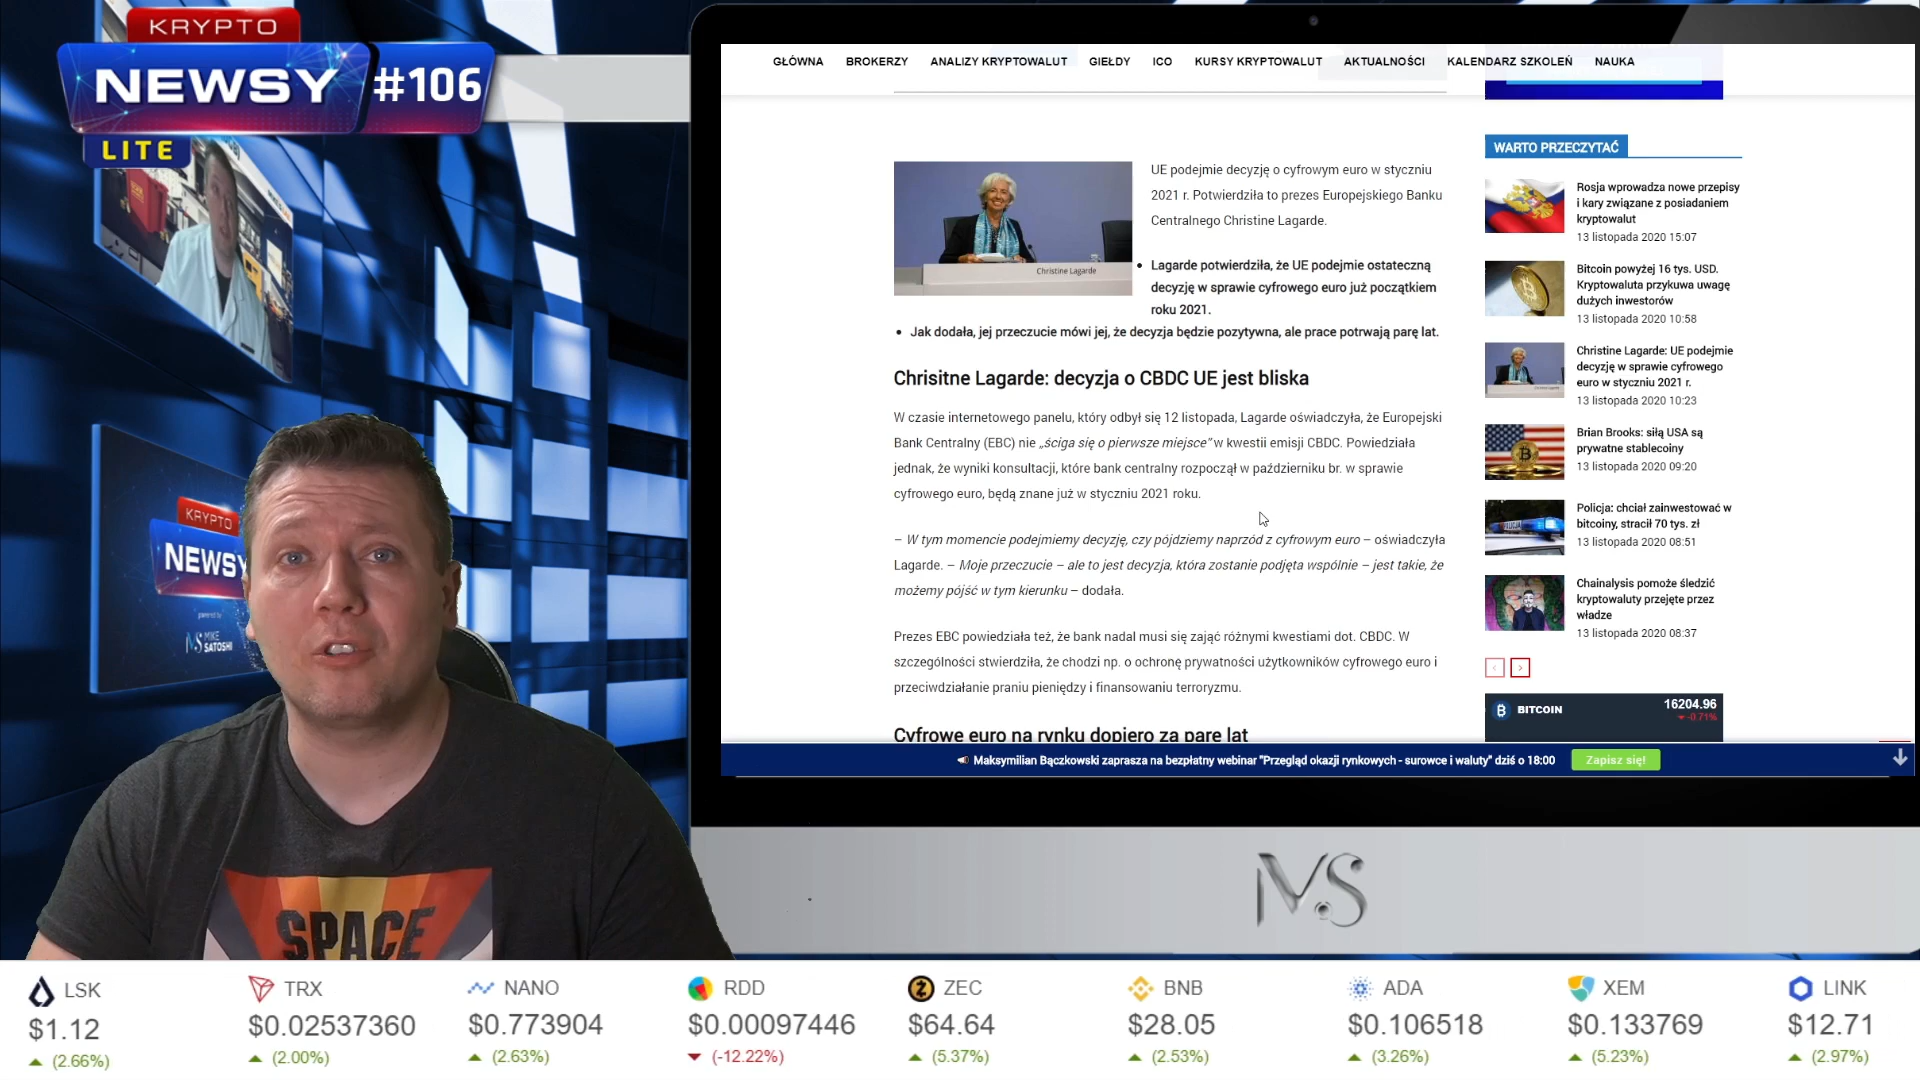 KRYPTO
NEWSY #106
LITE
KRYPTO
NEWSY
powered by
MIKE
SATOSHI
SPACE
GŁÓWNA BROKERZY ANALIZY KRYPTOWALUT GIEŁDY ICO KURSY KRYPTOWALUT AKTUALNOŚCI KALENDARZ SZKOLEŃ NAUKA
Christine Lagarde
UE podejmie decyzję o cyfrowym euro w styczniu
2021 r. Potwierdziła to prezes Europejskiego Banku
Centralnego Christine Lagarde.
• Lagarde potwierdziła, że UE podejmie ostateczną
decyzję w sprawie cyfrowego euro już początkiem
roku 2021.
• Jak dodała, jej przeczucie mówi jej, że decyzja będzie pozytywna, ale prace potrwają parę lat.
Chrisitne Lagarde: decyzja o CBDC UE jest bliska
W czasie internetowego panelu, który odbył się 12 listopada, Lagarde oświadczyła, że Europejski
Bank Centralny (EBC) nie „ściga się o pierwsze miejsce” w kwestii emisji CBDC. Powiedziała
jednak, że wyniki konsultacji, które bank centralny rozpoczął w październiku br. w sprawie
cyfrowego euro, będą znane już w styczniu 2021 roku.
– W tym momencie podejmiemy decyzję, czy pójdziemy naprzód z cyfrowym euro – oświadczyła
Lagarde. – Moje przeczucie – ale to jest decyzja, która zostanie podjęta wspólnie – jest takie, że
możemy pójść w tym kierunku – dodała.
Prezes EBC powiedziała też, że bank nadal musi się zająć różnymi kwestiami dot. CBDC. W
szczególności stwierdziła, że chodzi np. o ochronę prywatności użytkowników cyfrowego euro i
przeciwdziałanie praniu pieniędzy i finansowaniu terroryzmu.
Cyfrowe euro na rynku dopiero za parę lat
WARTO PRZECZYTAĆ
Rosja wprowadza nowe przepisy
i kary związane z posiadaniem
kryptowalut
13 listopada 2020 15:07
Bitcoin powyżej 16 tys. USD.
Kryptowaluta przykuwa uwagę
dużych inwestorów
13 listopada 2020 10:58
Christine Lagarde: UE podejmie
decyzję w sprawie cyfrowego
euro w styczniu 2021 r.
13 listopada 2020 10:23
Brian Brooks: siłą USA są
prywatne stablecoiny
13 listopada 2020 09:20
Policja: chciał zainwestować w
bitcoiny, stracił 70 tys. zł
13 listopada 2020 08:51
Chainalysis pomoże śledzić
kryptowaluty przejęte przez
władze
13 listopada 2020 08:37
BITCOIN 16204.96
-0.71%
Maksymilian Bączkowski zaprasza na bezpłatny webinar "Przegląd okazji rynkowych - surowce i waluty" dziś o 18:00 Zapisz się!
MS
LSK TRX NANO RDD ZEC BNB ADA XEM LINK
$1.12 $0.02537360 $0.773904 $0.00097446 $64.64 $28.05 $0.106518 $0.133769 $12.71
(2.66%) (2.00%) (2.63%) (-12.22%) (5.37%) (2.53%) (3.26%) (5.23%) (2.97%)